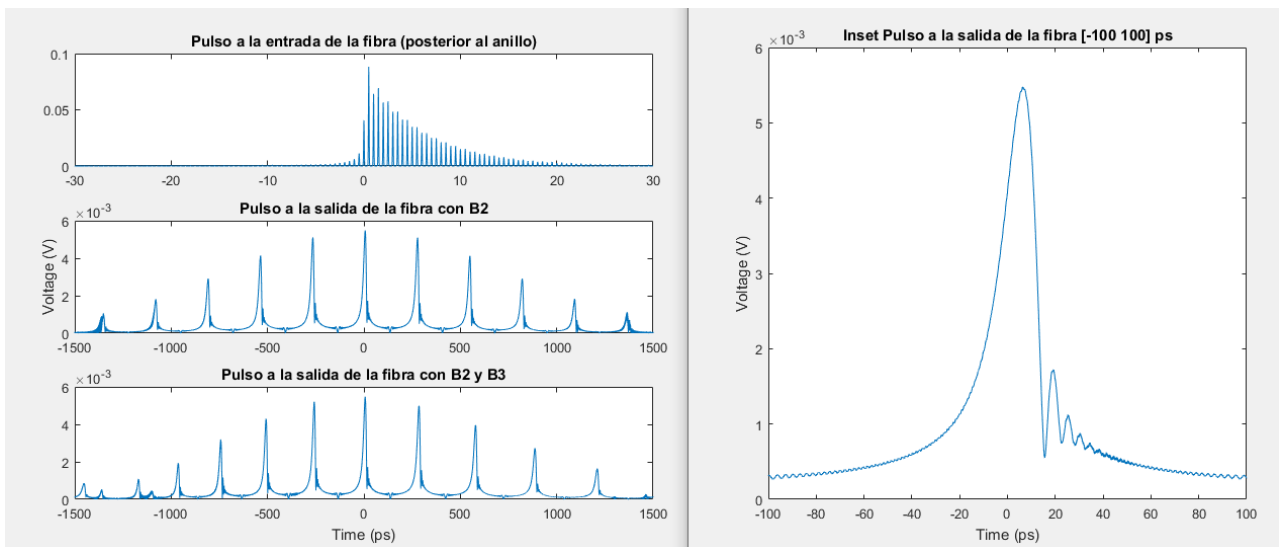 Pulso a la entrada de la fibra (posterior al anillo)
0.1
0.05
0
-30 -20 -10 0 10 20 30
Pulso a la salida de la fibra con B2
×10-3
6
4
2
0
-1500 -1000 -500 0 500 1000 1500
Voltage (V)
Pulso a la salida de la fibra con B2 y B3
×10-3
6
4
2
0
-1500 -1000 -500 0 500 1000 1500
Time (ps)
Inset Pulso a la salida de la fibra [-100 100] ps
×10-3
6
5
4
3
2
1
0
Voltage (V)
-100 -80 -60 -40 -20 0 20 40 60 80 100
Time (ps)